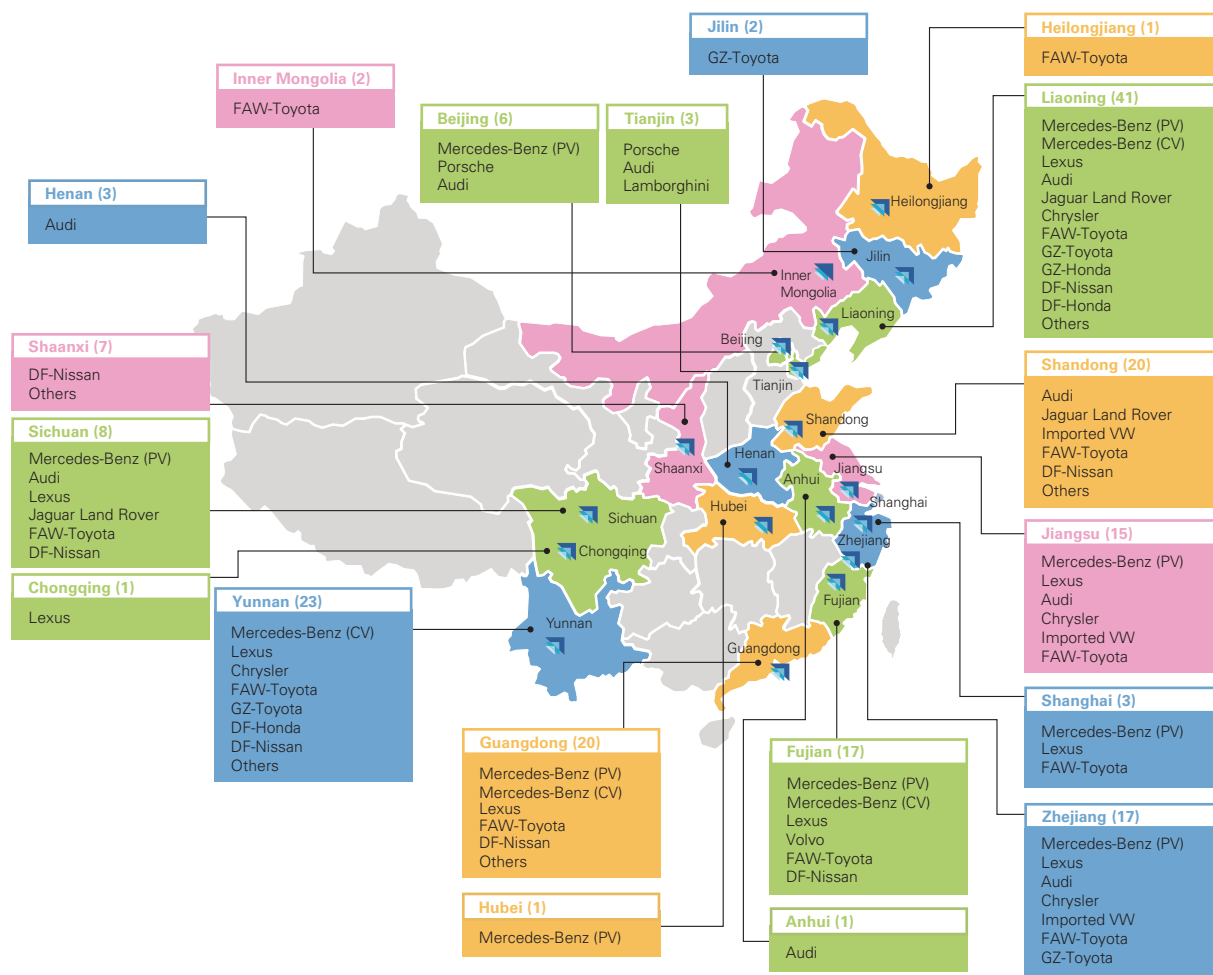 Jilin (2)
GZ-Toyota
Heilongjiang (1)
FAW-Toyota
Inner Mongolia (2)
FAW-Toyota
Beijing (6)
Mercedes-Benz (PV)
Porsche
Audi
Tianjin (3)
Porsche
Audi
Lamborghini
Liaoning (41)
Mercedes-Benz (PV)
Mercedes-Benz (CV)
Lexus
Audi
Jaguar Land Rover
Chrysler
FAW-Toyota
GZ-Toyota
GZ-Honda
DF-Nissan
DF-Honda
Others
Henan (3)
Audi
Shaanxi (7)
DF-Nissan
Others
Sichuan (8)
Mercedes-Benz (PV)
Audi
Lexus
Jaguar Land Rover
FAW-Toyota
DF-Nissan
Chongqing (1)
Lexus
Yunnan (23)
Mercedes-Benz (CV)
Lexus
Chrysler
FAW-Toyota
GZ-Toyota
DF-Honda
DF-Nissan
Others
Heilongjiang
Jilin
Inner
Mongolia
Liaoning
Beijing
Tianjin
Shandong
Shaanxi
Henan
Jiangsu
Anhui
Shanghai
Hubei
Sichuan
Zhejiang
Chongqing
Fujian
Yunnan
Guangdong
Shandong (20)
Audi
Jaguar Land Rover
Imported VW
FAW-Toyota
DF-Nissan
Others
Jiangsu (15)
Mercedes-Benz (PV)
Lexus
Audi
Chrysler
Imported VW
FAW-Toyota
Shanghai (3)
Mercedes-Benz (PV)
Lexus
FAW-Toyota
Guangdong (20)
Mercedes-Benz (PV)
Mercedes-Benz (CV)
Lexus
FAW-Toyota
DF-Nissan
Others
Fujian (17)
Mercedes-Benz (PV)
Mercedes-Benz (CV)
Lexus
Volvo
FAW-Toyota
DF-Nissan
Zhejiang (17)
Mercedes-Benz (PV)
Lexus
Audi
Chrysler
Imported VW
FAW-Toyota
GZ-Toyota
Hubei (1)
Mercedes-Benz (PV)
Anhui (1)
Audi